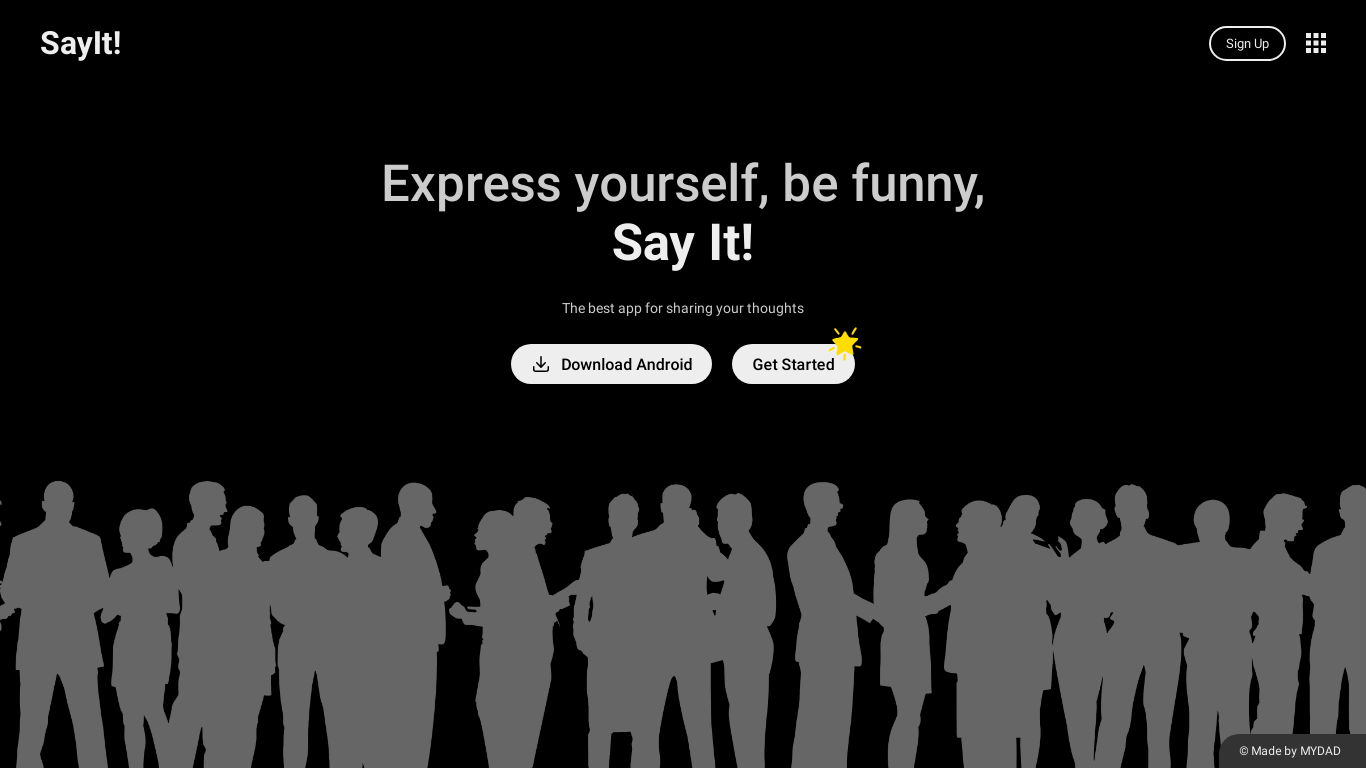 SayIt!
Sign Up
Express yourself, be funny,
Say It!
The best app for sharing your thoughts
Download Android
Get Started
© Made by MYDAD